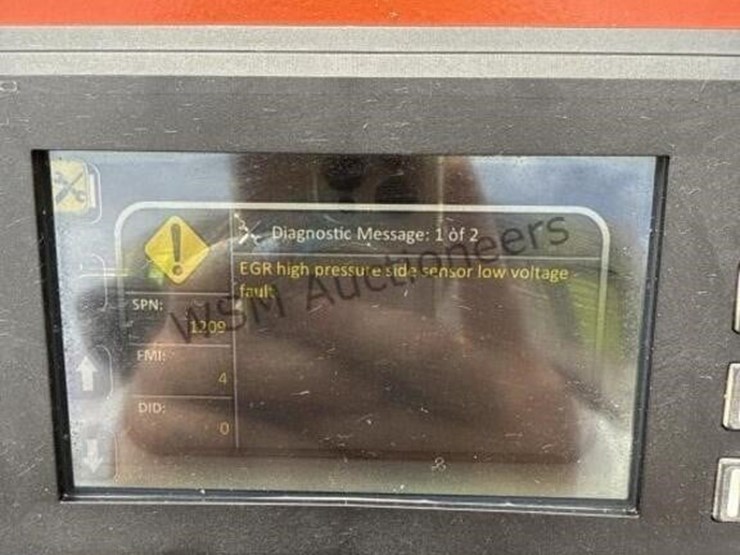 Diagnostic Message: 1 of 2
EGR high pressure side sensor low voltage -
fault
SPN:
1209
FMI:
4
DID:
0
WSM Auctioneers